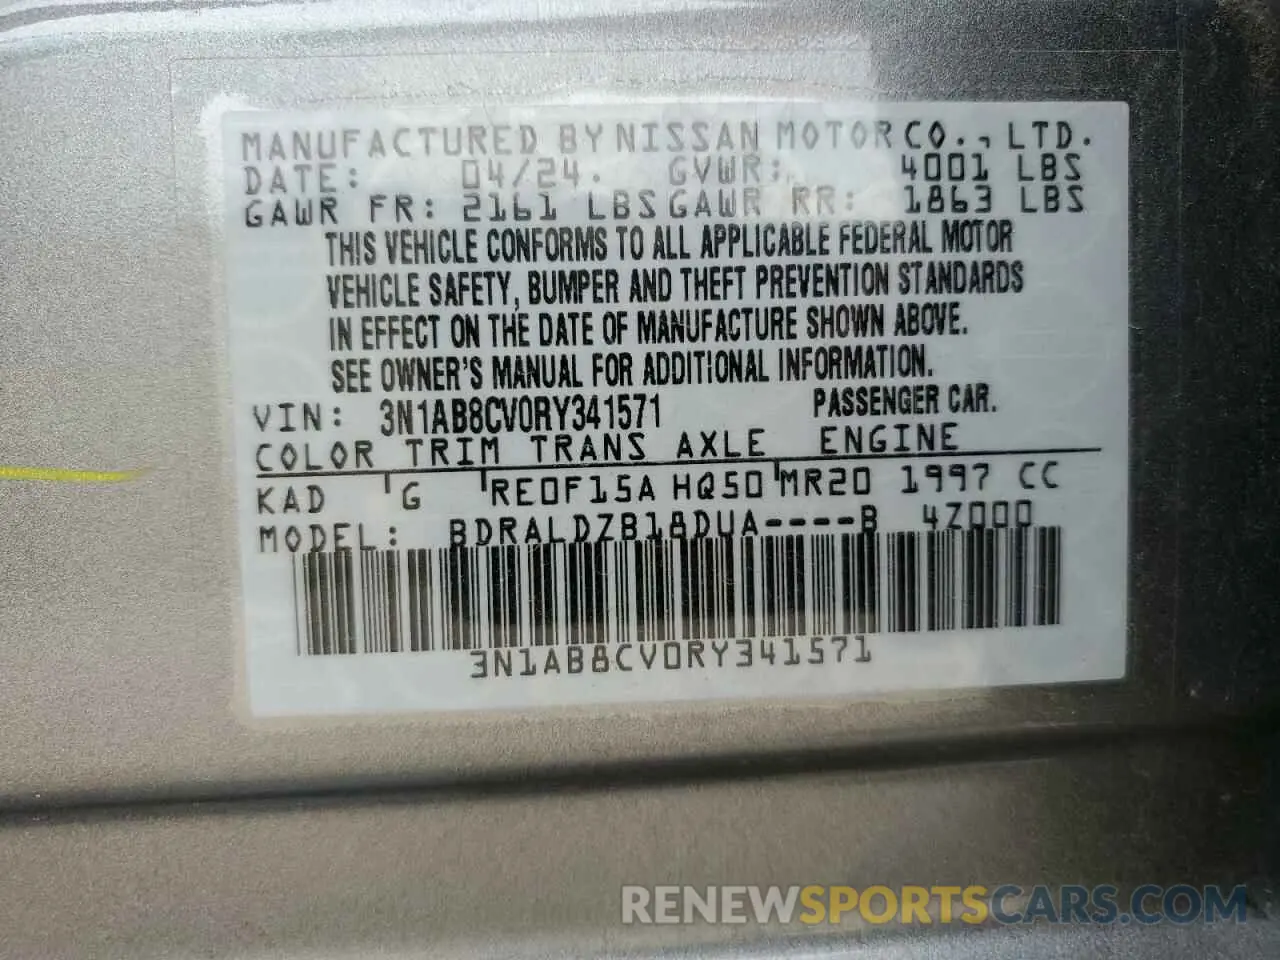 MANUFACTURED BY NISSAN MOTOR CO., LTD.
DATE: 04/24. GVWR: 4001 LBS
GAWR FR: 2161 LBS GAWR RR: 1863 LBS
THIS VEHICLE CONFORMS TO ALL APPLICABLE FEDERAL MOTOR
VEHICLE SAFETY, BUMPER AND THEFT PREVENTION STANDARDS
IN EFFECT ON THE DATE OF MANUFACTURE SHOWN ABOVE.
SEE OWNER'S MANUAL FOR ADDITIONAL INFORMATION.
VIN: 3N1AB8CV0RY341571 PASSENGER CAR.
COLOR TRIM TRANS AXLE ENGINE
KAD G RE0F15A HQ50 MR20 1997 CC
MODEL: BDRALDZB18DUA----B 4Z000
3N1AB8CV0RY341571
RENEWSPORTSCARS.COM